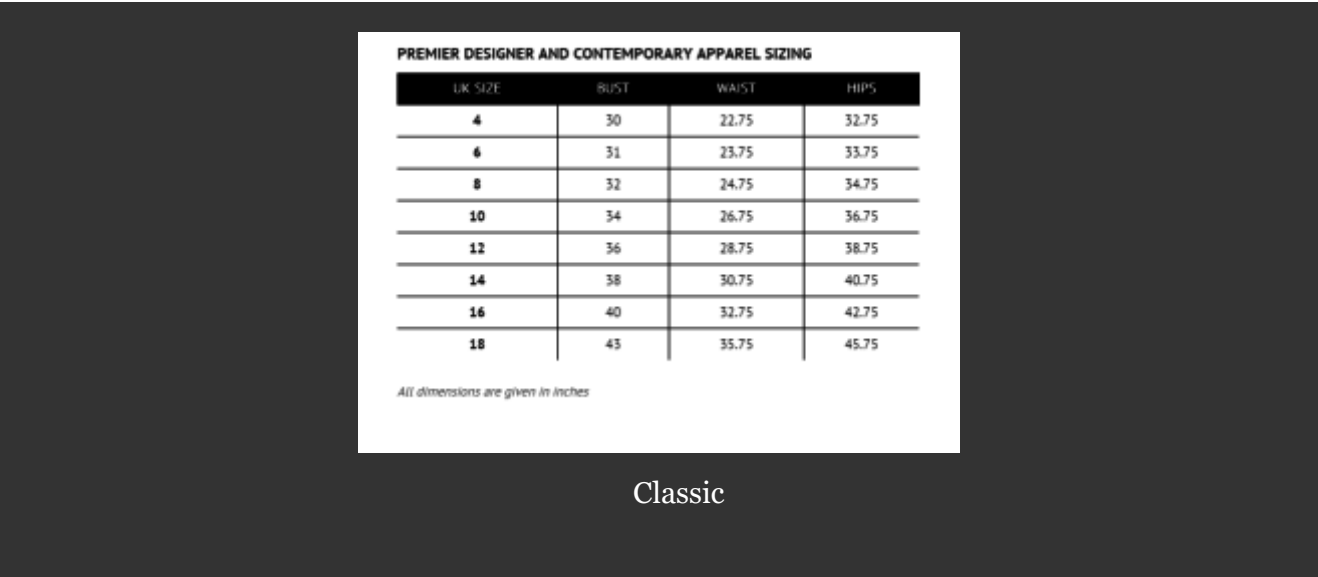 PREMIER DESIGNER AND CONTEMPORARY APPAREL SIZING
UK SIZE BUST WAIST HIPS
4 30 22.75 32.75
6 31 23.75 33.75
8 32 24.75 34.75
10 34 26.75 36.75
12 36 28.75 38.75
14 38 30.75 40.75
16 40 32.75 42.75
18 43 35.75 45.75
All dimensions are given in inches
Classic